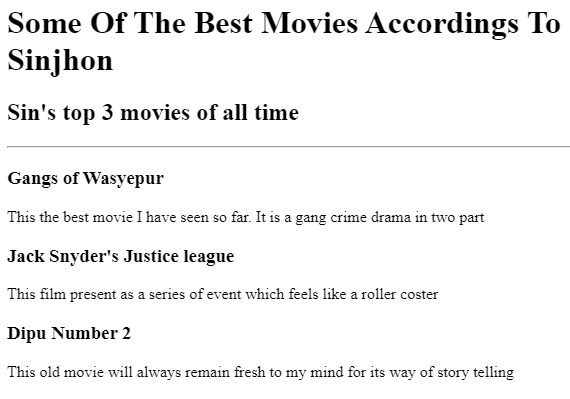 Some Of The Best Movies Accordings To
Sinjhon
Sin's top 3 movies of all time
Gangs of Wasyepur
This the best movie I have seen so far. It is a gang crime drama in two part
Jack Snyder's Justice league
This film present as a series of event which feels like a roller coster
Dipu Number 2
This old movie will always remain fresh to my mind for its way of story telling